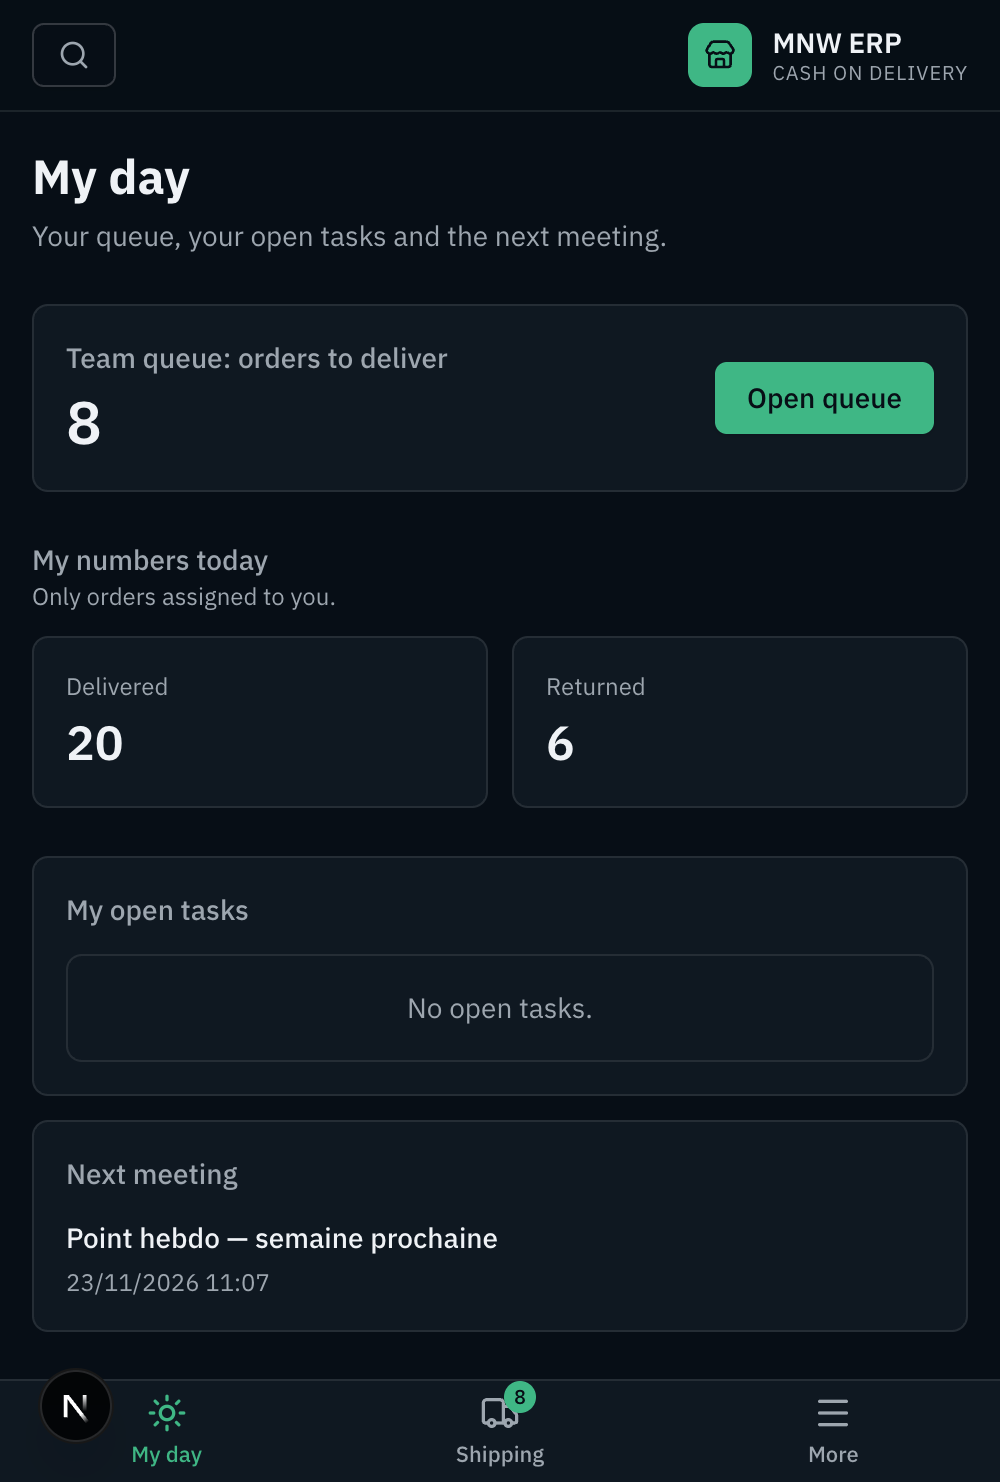 MNW ERP
CASH ON DELIVERY
My day
Your queue, your open tasks and the next meeting.
Team queue: orders to deliver
8
Open queue
My numbers today
Only orders assigned to you.
Delivered
20
Returned
6
My open tasks
No open tasks.
Next meeting
Point hebdo — semaine prochaine
23/11/2026 11:07
N
My day
8
Shipping
More